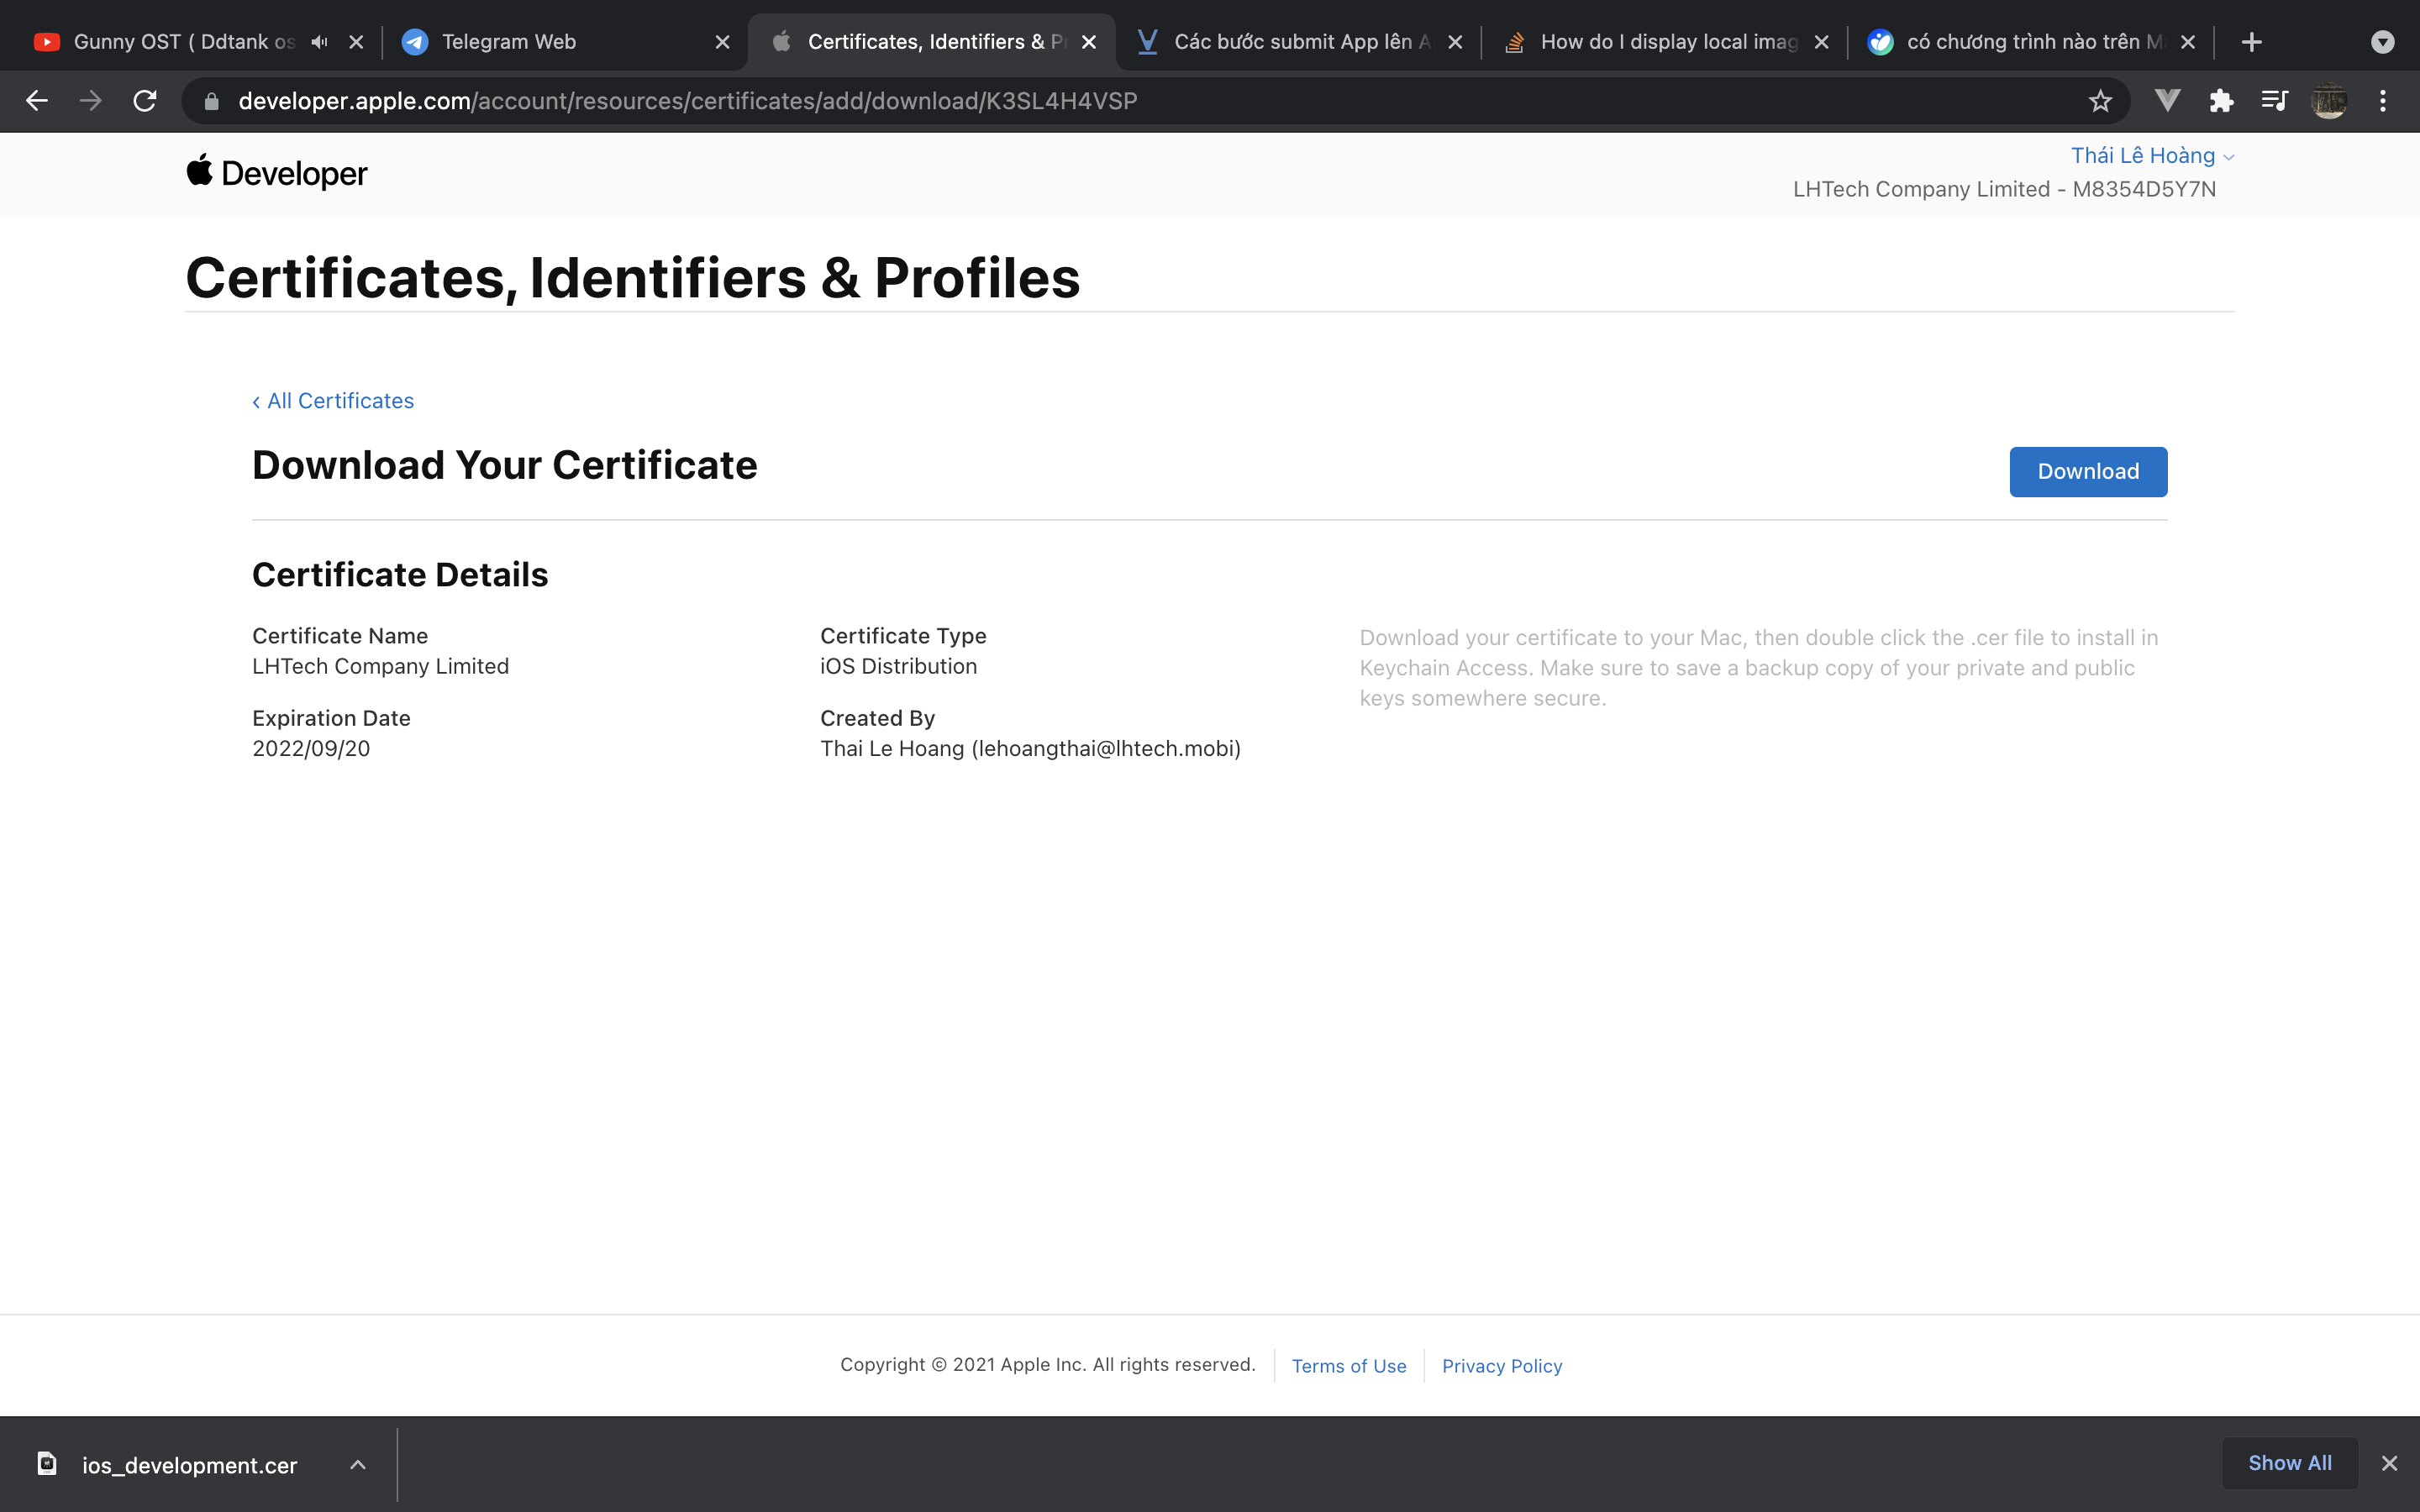 Gunny OST ( Ddtank os
Telegram Web
Certificates, Identifiers & Pr
Các bước submit App lên A
How do I display local imag
có chương trình nào trên M
developer.apple.com/account/resources/certificates/add/download/K3SL4H4VSP
Developer
Thái Lê Hoàng
LHTech Company Limited - M8354D5Y7N
Certificates, Identifiers & Profiles
‹ All Certificates
Download Your Certificate
Download
Certificate Details
Certificate Name
LHTech Company Limited
Certificate Type
iOS Distribution
Download your certificate to your Mac, then double click the .cer file to install in
Keychain Access. Make sure to save a backup copy of your private and public
keys somewhere secure.
Expiration Date
2022/09/20
Created By
Thai Le Hoang (lehoangthai@lhtech.mobi)
Copyright © 2021 Apple Inc. All rights reserved.
Terms of Use
Privacy Policy
ios_development.cer
Show All